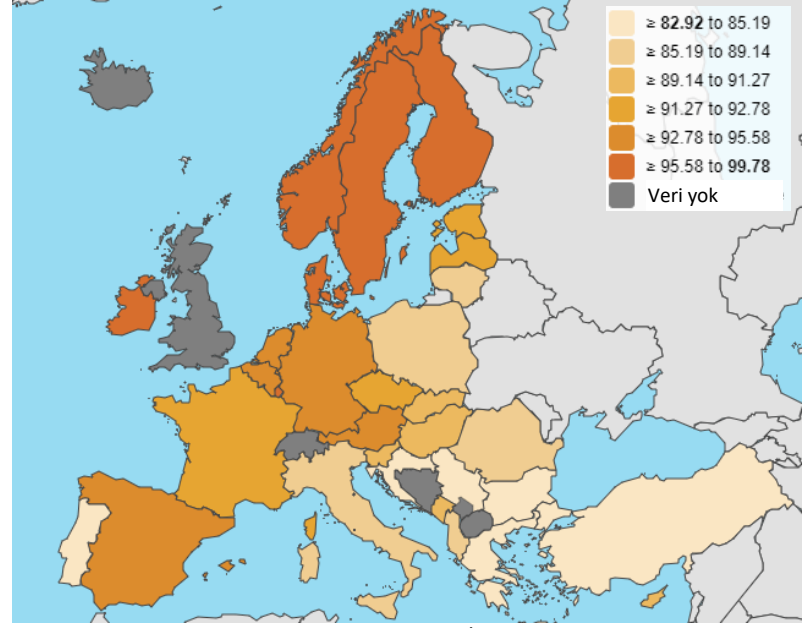 ≥ 82.92 to 85.19
≥ 85.19 to 89.14
≥ 89.14 to 91.27
≥ 91.27 to 92.78
≥ 92.78 to 95.58
≥ 95.58 to 99.78
Veri yok